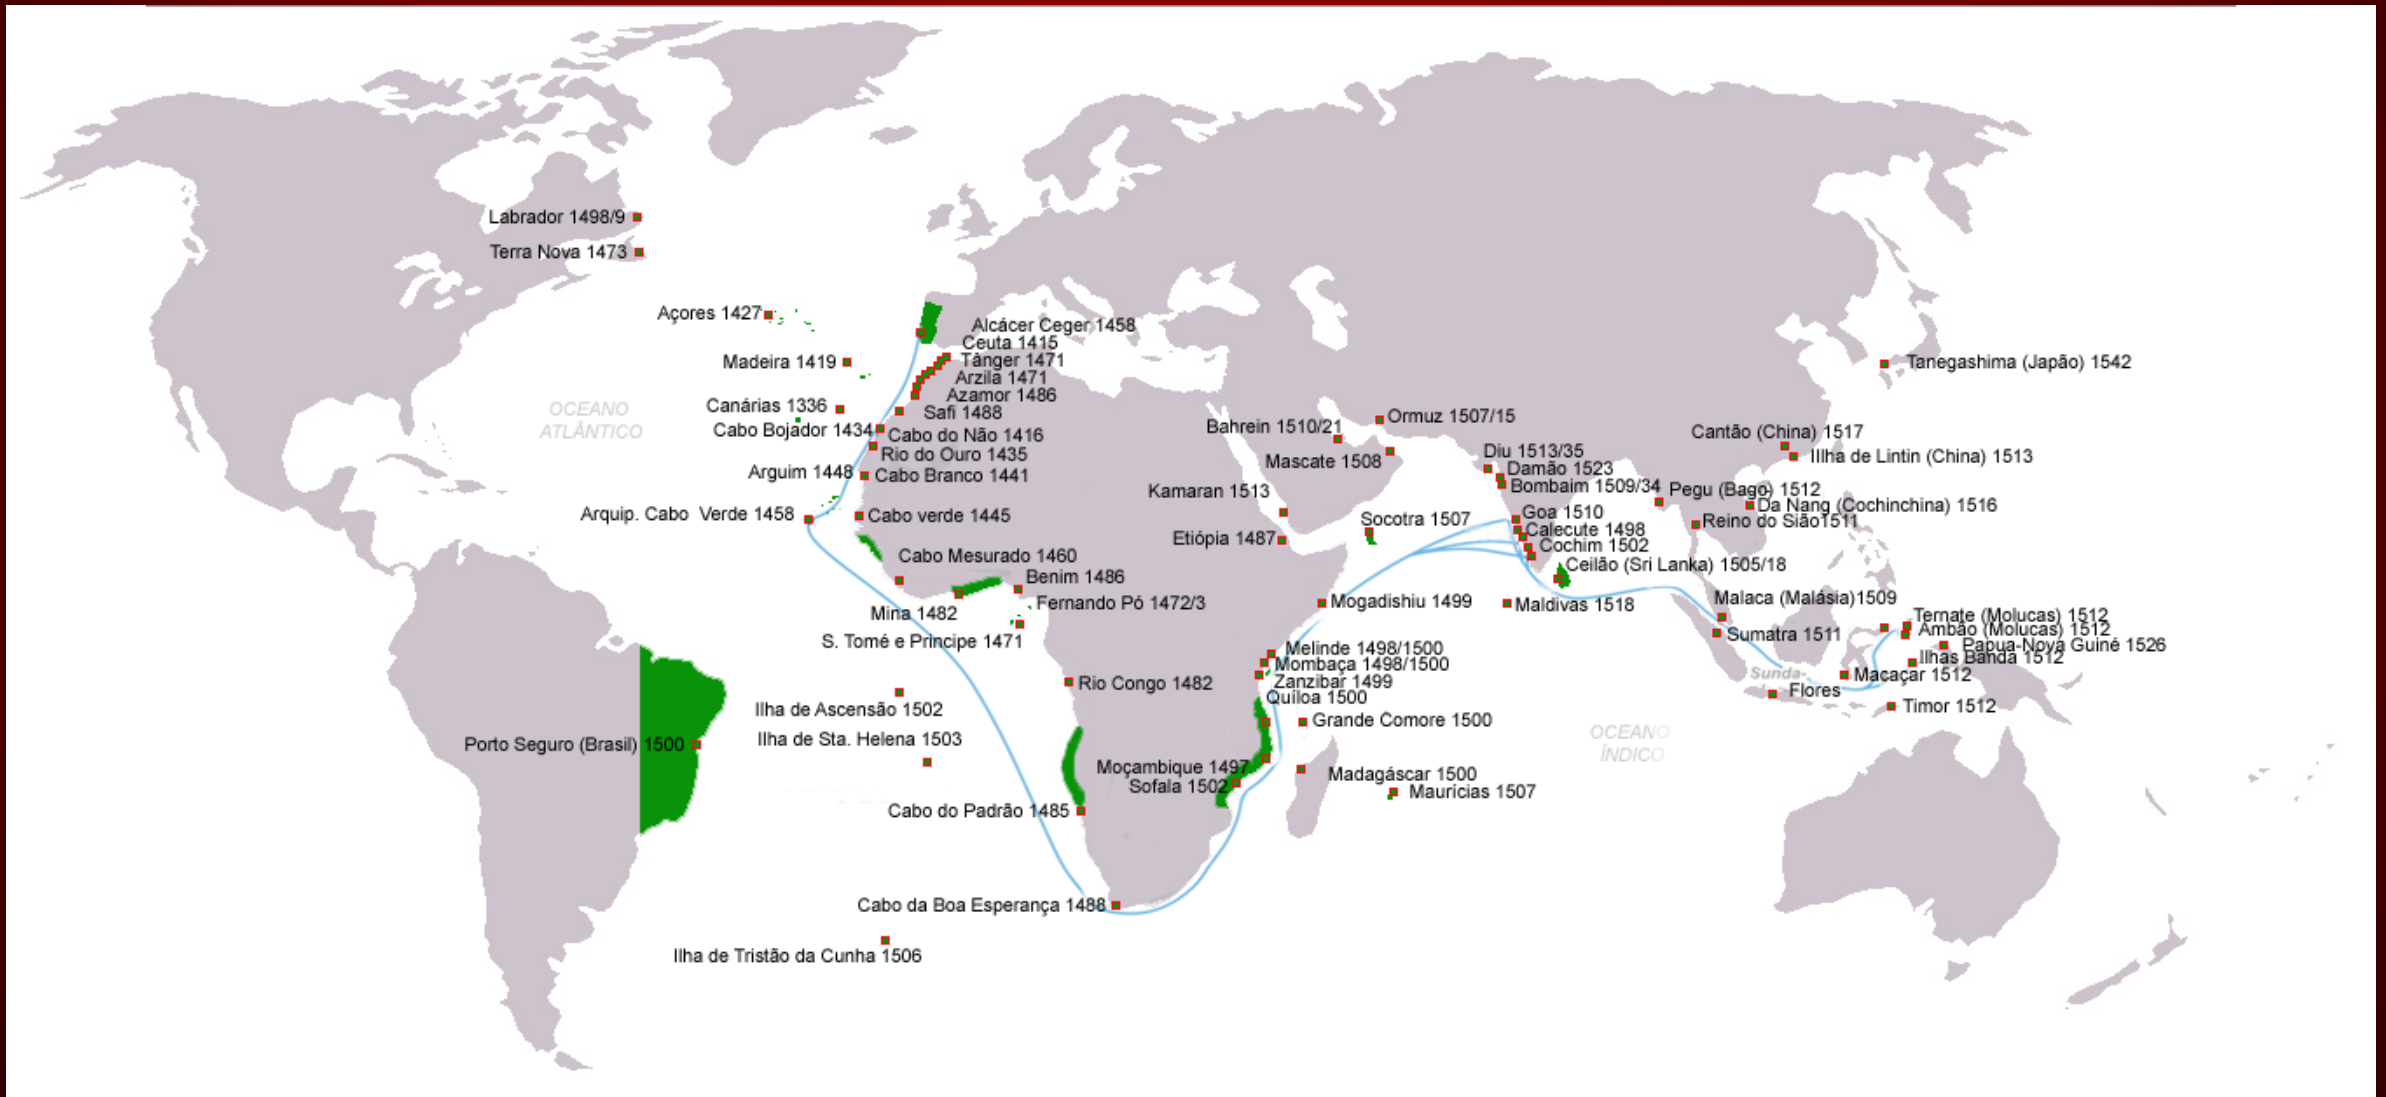 Labrador 1498/9
Terra Nova 1473
Açores 1427
Madeira 1419
Canárias 1336
Cabo Bojador 1434
Arguim 1448
Arquip. Cabo Verde 1458
OCEANO
ATLÂNTICO
Alcácer Ceger 1458
Ceuta 1415
Tânger 1471
Arzila 1471
Azamor 1486
Safi 1488
Cabo do Não 1416
Rio do Ouro 1435
Cabo Branco 1441
Cabo verde 1445
Cabo Mesurado 1460
Benim 1486
Mina 1482
Fernando Pó 1472/3
S. Tomé e Principe 1471
Rio Congo 1482
Ilha de Ascensão 1502
Ilha de Sta. Helena 1503
Porto Seguro (Brasil) 1500
Cabo do Padrão 1485
Cabo da Boa Esperança 1488
Ilha de Tristão da Cunha 1506
Bahrein 1510/21
Ormuz 1507/15
Mascate 1508
Kamaran 1513
Etiópia 1487
Socotra 1507
Mogadishiu 1499
Melinde 1498/1500
Mombaça 1498/1500
Zanzibar 1499
Quíloa 1500
Grande Comore 1500
Moçambique 1497
Sofala 1502
Madagáscar 1500
Maurícias 1507
Diu 1513/35
Damão 1523
Bombaim 1509/34
Goa 1510
Calecute 1498
Cochim 1502
Ceilão (Sri Lanka) 1505/18
Maldivas 1518
OCEANO
ÍNDICO
Tanegashima (Japão) 1542
Cantão (China) 1517
Illha de Lintin (China) 1513
Pegu (Bago) 1512
Da Nang (Cochinchina) 1516
Reino do Sião1511
Malaca (Malásia)1509
Sumatra 1511
Ternate (Molucas) 1512
Ambão (Molucas) 1512
Papua-Nova Guiné 1526
Ilhas Banda 1512
Macaçar 1512
Sunda-
Flores
Timor 1512